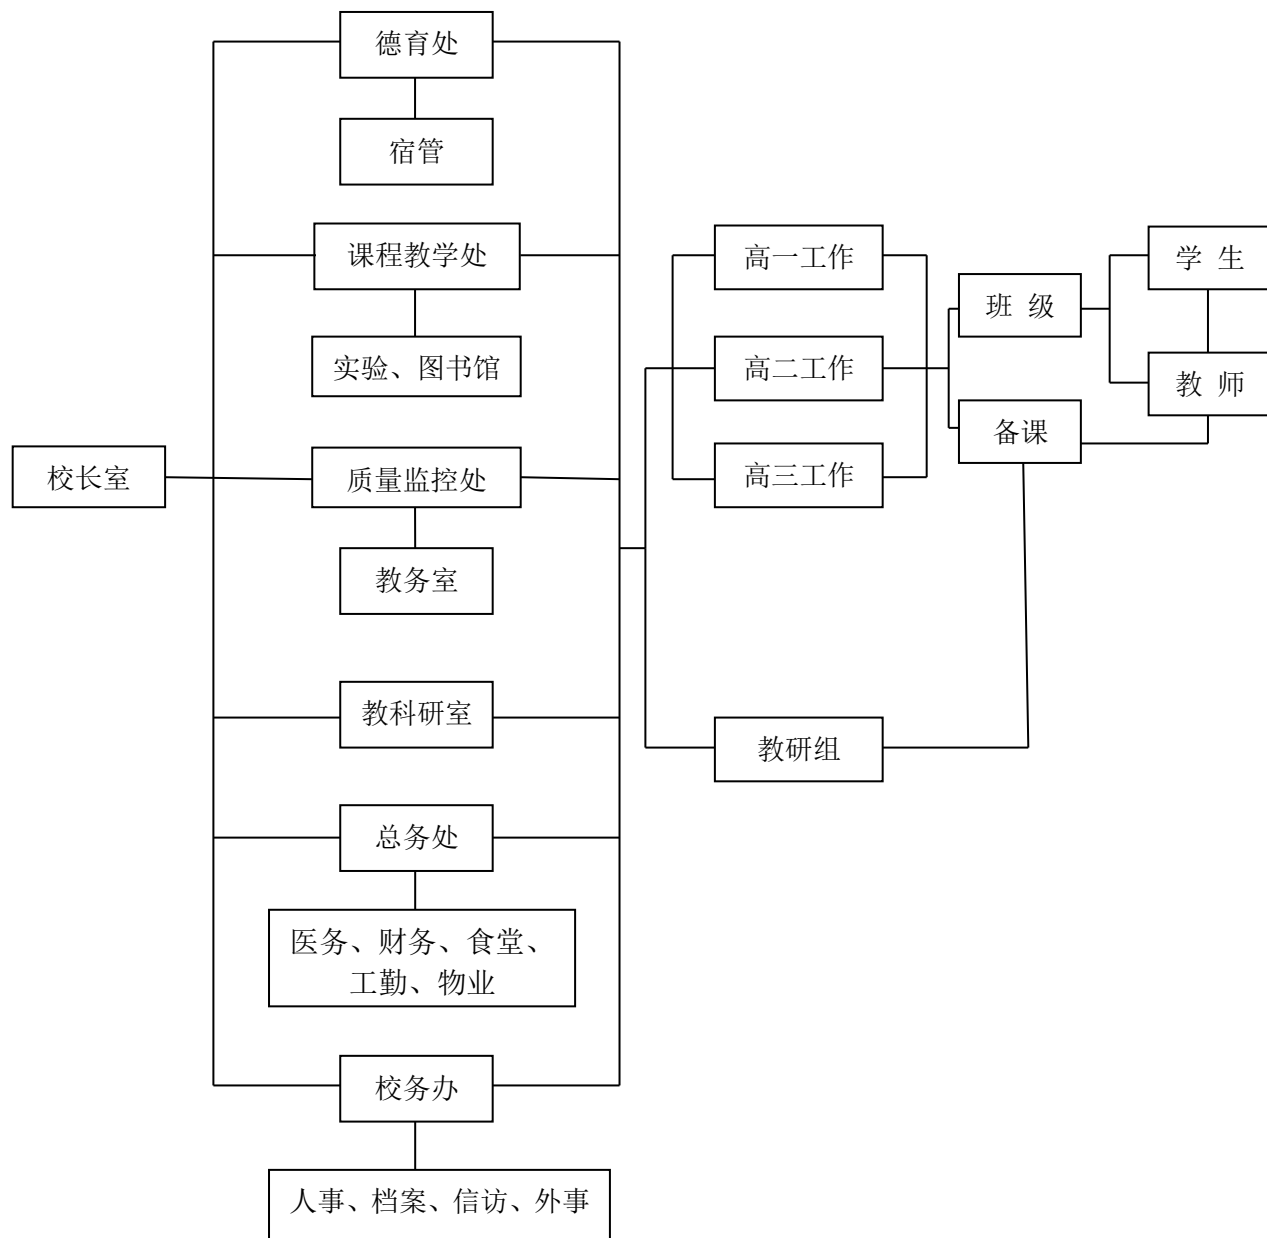 德育处
宿管
课程教学处
实验、图书馆
校长室
质量监控处
教务室
教科研室
总务处
医务、财务、食堂、
工勤、物业
校务办
人事、档案、信访、外事
高一工作
高二工作
高三工作
教研组
班 级
备课
学 生
教 师